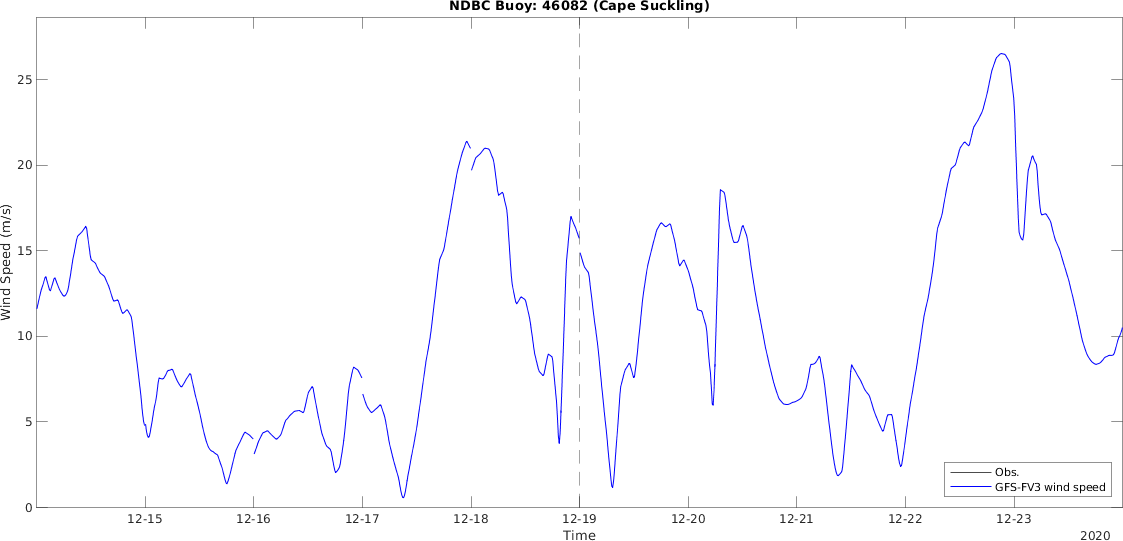 NDBC Buoy: 46082 (Cape Suckling)
Wind Speed (m/s)
25
20
15
10
5
0
12-15 12-16 12-17 12-18 12-19 12-20 12-21 12-22 12-23
Time
2020
Obs.
GFS-FV3 wind speed